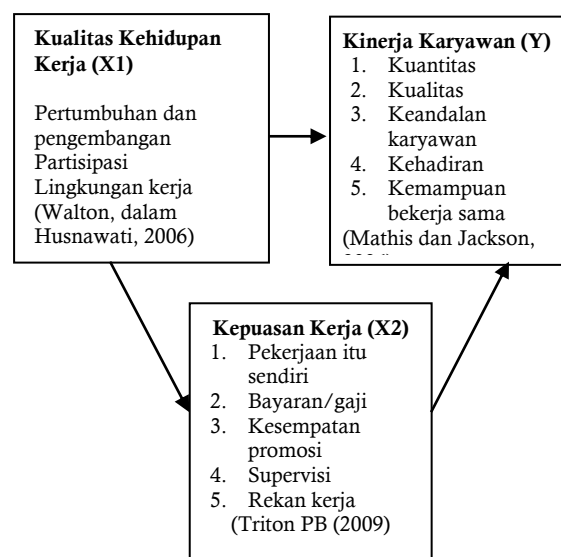 Kualitas Kehidupan
Kerja (X1)
Pertumbuhan dan
pengembangan
Partisipasi
Lingkungan kerja
(Walton, dalam
Husnawati, 2006)
Kinerja Karyawan (Y)
1. Kuantitas
2. Kualitas
3. Keandalan
karyawan
4. Kehadiran
5. Kemampuan
bekerja sama
(Mathis dan Jackson,
Kepuasan Kerja (X2)
1. Pekerjaan itu
sendiri
2. Bayaran/gaji
3. Kesempatan
promosi
4. Supervisi
5. Rekan kerja
(Triton PB (2009)